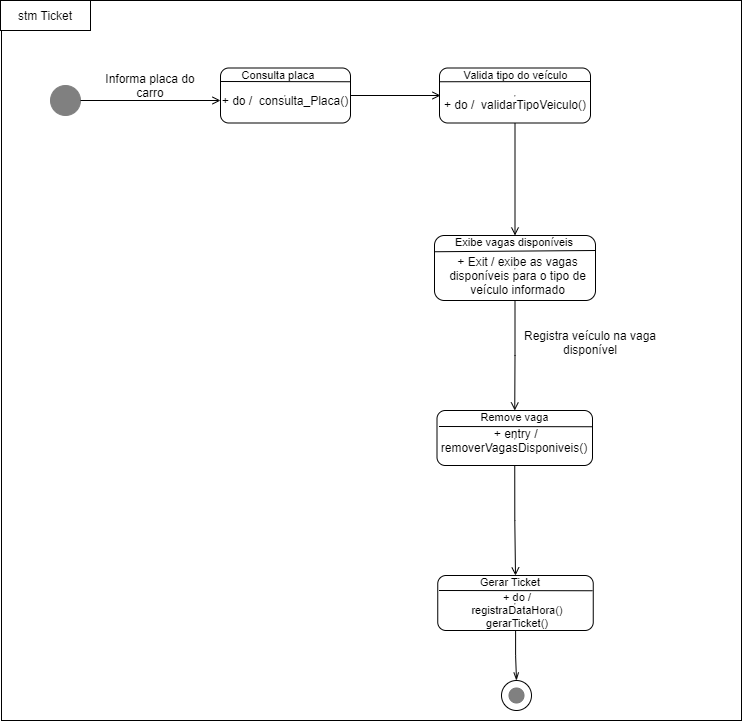 stm Ticket
Informa placa do
carro
Consulta placa
+ do / consulta_Placa()
Valida tipo do veículo
+ do / validarTipoVeiculo()
Exibe vagas disponíveis
+ Exit / exibe as vagas
disponíveis para o tipo de
veículo informado
Registra veículo na vaga
disponível
Remove vaga
+ entry /
removerVagasDisponiveis()
Gerar Ticket
+ do /
registraDataHora()
gerarTicket()